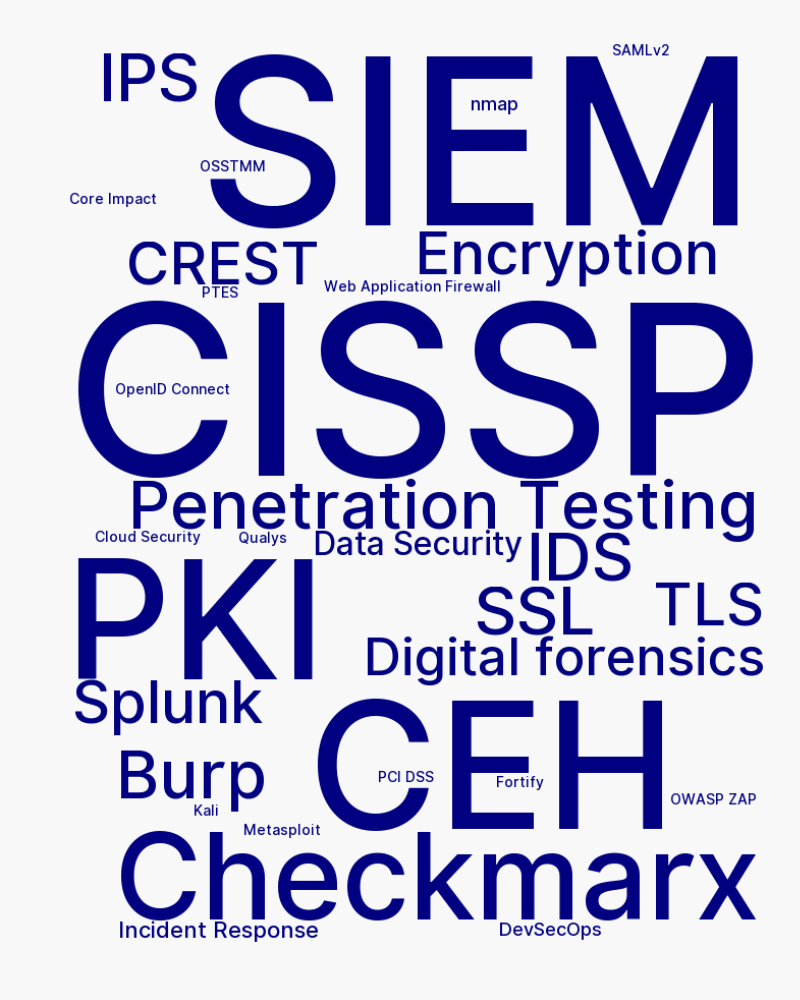 SAMLv2
IPS
SIEM
nmap
OSSTMM
Core Impact
CREST
Encryption
PTES
Web Application Firewall
CISSP
OpenID Connect
Penetration Testing
Cloud Security
Qualys
Data Security
IDS
PKI
SSL
TLS
Digital forensics
Splunk
CEH
Burp
PCI DSS
Fortify
OWASP ZAP
Kali
Metasploit
Checkmarx
Incident Response
DevSecOps